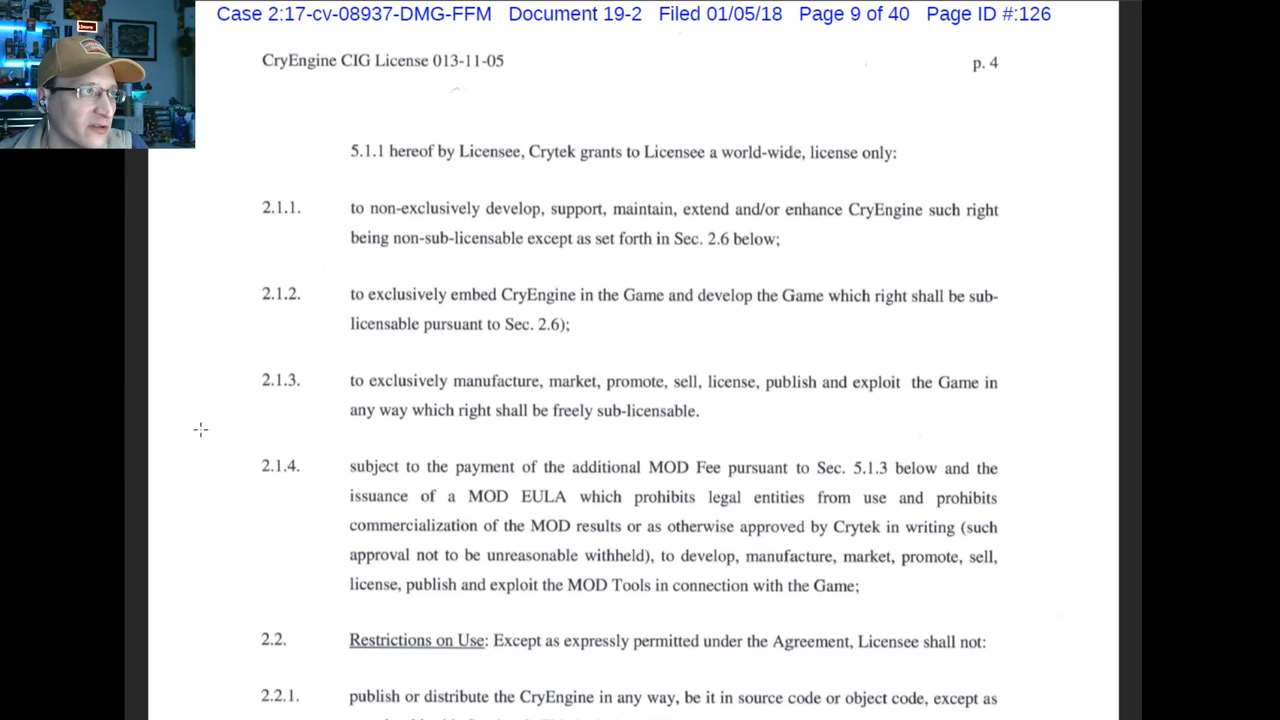 Case 2:17-cv-08937-DMG-FFM Document 19-2 Filed 01/05/18 Page 9 of 40 Page ID #:126
CryEngine CIG License 013-11-05 p. 4
5.1.1 hereof by Licensee, Crytek grants to Licensee a world-wide, license only:
2.1.1. to non-exclusively develop, support, maintain, extend and/or enhance CryEngine such right
being non-sub-licensable except as set forth in Sec. 2.6 below;
2.1.2. to exclusively embed CryEngine in the Game and develop the Game which right shall be sub-
licensable pursuant to Sec. 2.6);
2.1.3. to exclusively manufacture, market, promote, sell, license, publish and exploit the Game in
any way which right shall be freely sub-licensable.
2.1.4. subject to the payment of the additional MOD Fee pursuant to Sec. 5.1.3 below and the
issuance of a MOD EULA which prohibits legal entities from use and prohibits
commercialization of the MOD results or as otherwise approved by Crytek in writing (such
approval not to be unreasonable withheld), to develop, manufacture, market, promote, sell,
license, publish and exploit the MOD Tools in connection with the Game;
2.2. Restrictions on Use: Except as expressly permitted under the Agreement, Licensee shall not:
2.2.1. publish or distribute the CryEngine in any way, be it in source code or object code, except as